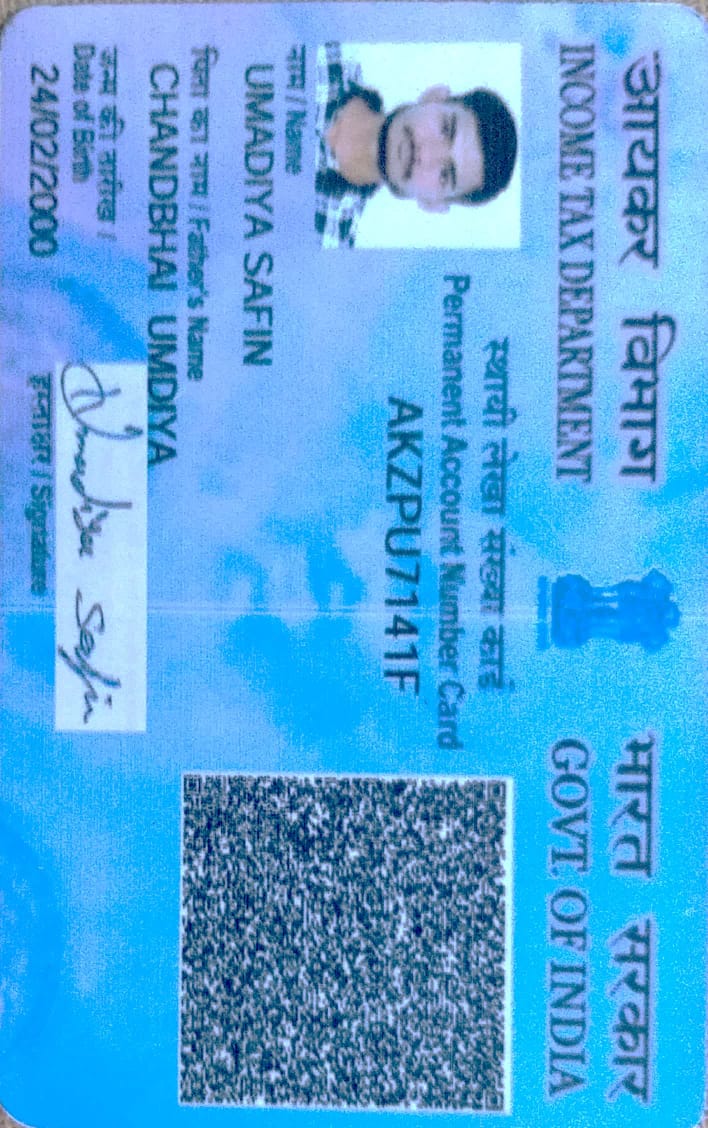 आयकर विभाग
INCOME TAX DEPARTMENT
भारत सरकार
GOVT. OF INDIA
स्थायी लेखा संख्या कार्ड
Permanent Account Number Card
AKZPU7141F
नाम / Name
UMADIYA SAFIN
पिता का नाम / Father's Name
CHANDBHAI UMDIYA
जन्म की तारीख /
Date of Birth
24/02/2000
Umadiya Safin
हस्ताक्षर / Signature